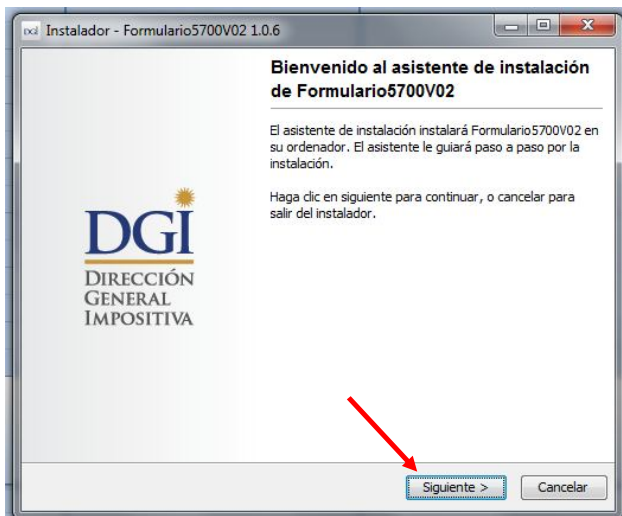 Instalador - Formulario5700V02 1.0.6
Bienvenido al asistente de instalación
de Formulario5700V02
El asistente de instalación instalará Formulario5700V02 en
su ordenador. El asistente le guiará paso a paso por la
instalación.
Haga clic en siguiente para continuar, o cancelar para
salir del instalador.
DGI
DIRECCIÓN
GENERAL
IMPOSITIVA
Siguiente >
Cancelar